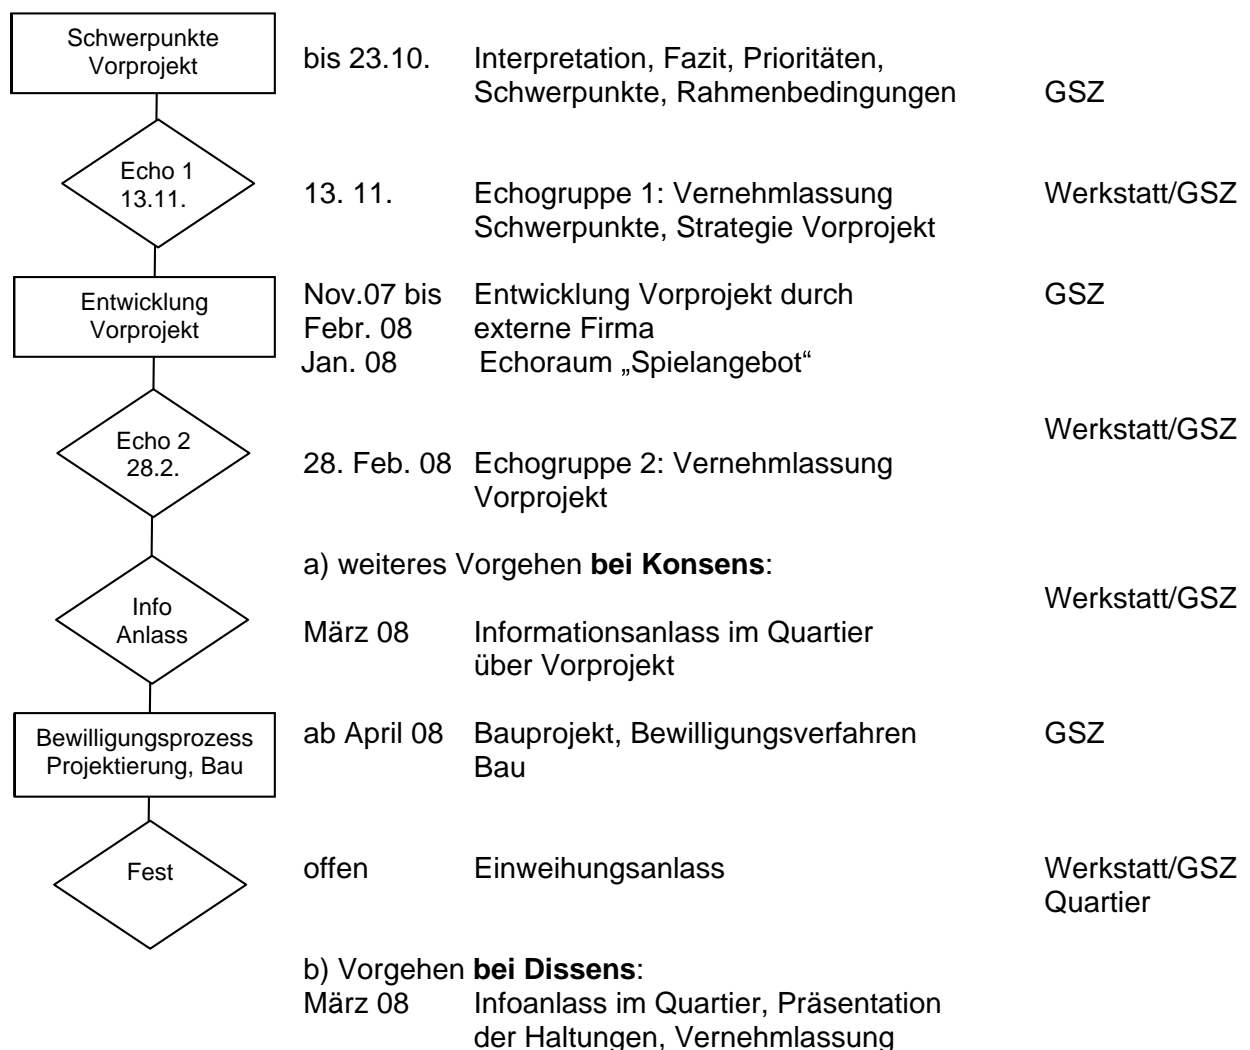 Schwerpunkte
Vorprojekt
bis 23.10. Interpretation, Fazit, Prioritäten,
Schwerpunkte, Rahmenbedingungen GSZ
Echo 1
13.11.
13. 11. Echogruppe 1: Vernehmlassung Werkstatt/GSZ
Schwerpunkte, Strategie Vorprojekt
Entwicklung
Vorprojekt
Nov.07 bis Entwicklung Vorprojekt durch GSZ
Febr. 08 externe Firma
Jan. 08 Echoraum „Spielangebot“
Echo 2
28.2.
Werkstatt/GSZ
28. Feb. 08 Echogruppe 2: Vernehmlassung
Vorprojekt
a) weiteres Vorgehen bei Konsens:
Info
Anlass
Werkstatt/GSZ
März 08 Informationsanlass im Quartier
über Vorprojekt
Bewilligungsprozess
Projektierung, Bau
ab April 08 Bauprojekt, Bewilligungsverfahren GSZ
Bau
Fest
offen Einweihungsanlass Werkstatt/GSZ
Quartier
b) Vorgehen bei Dissens:
März 08 Infoanlass im Quartier, Präsentation
der Haltungen, Vernehmlassung